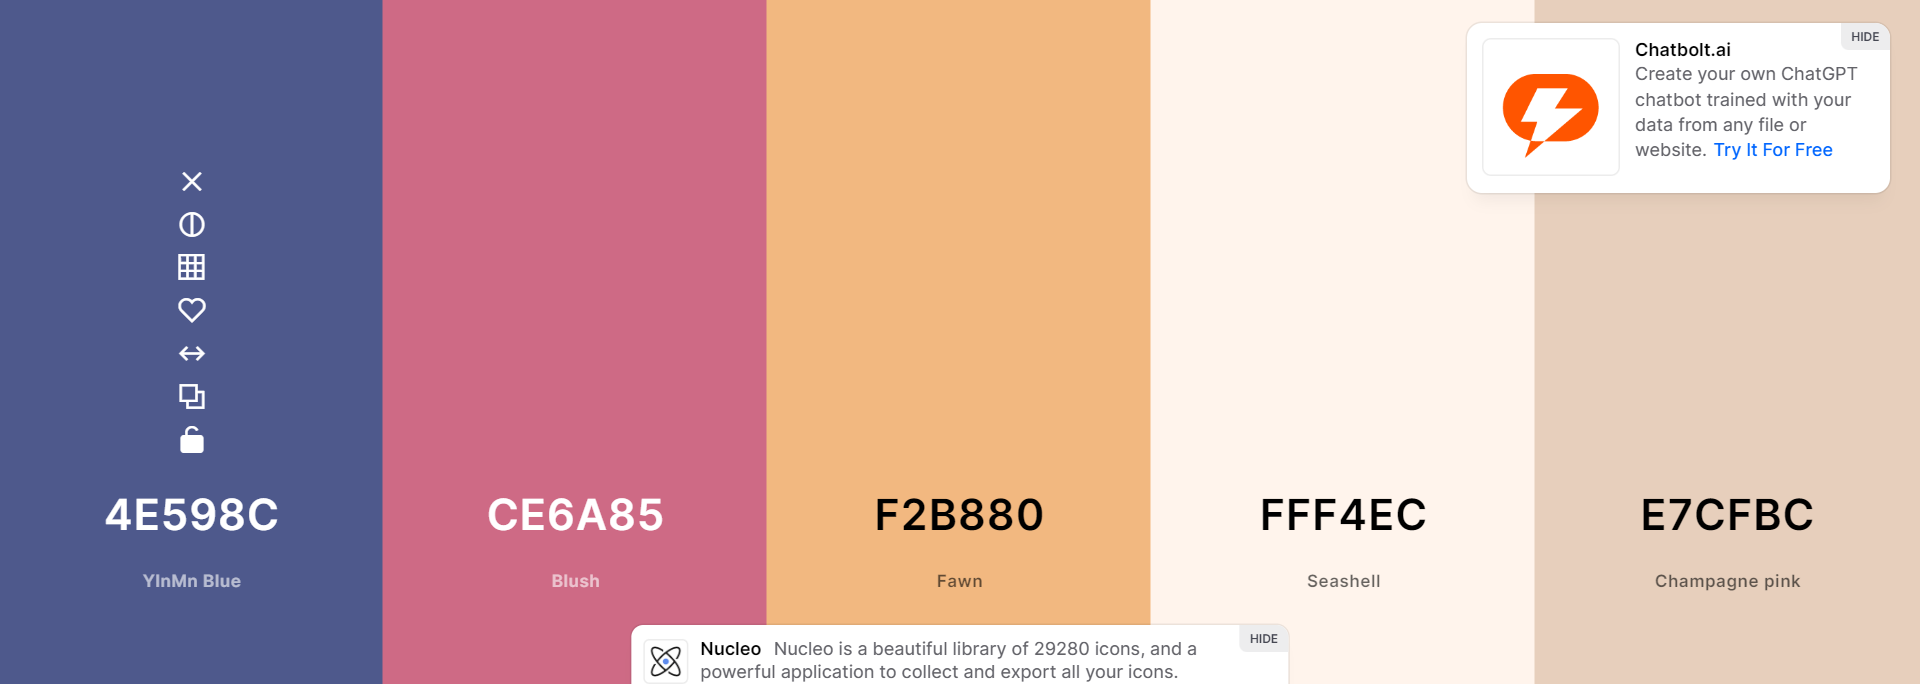 HIDE
Chatbolt.ai
Create your own ChatGPT
chatbot trained with your
data from any file or
website. Try It For Free
4E598C
CE6A85
F2B880
FFF4EC
E7CFBC
YInMn Blue
Blush
Fawn
Seashell
Champagne pink
HIDE
Nucleo Nucleo is a beautiful library of 29280 icons, and a
powerful application to collect and export all your icons.